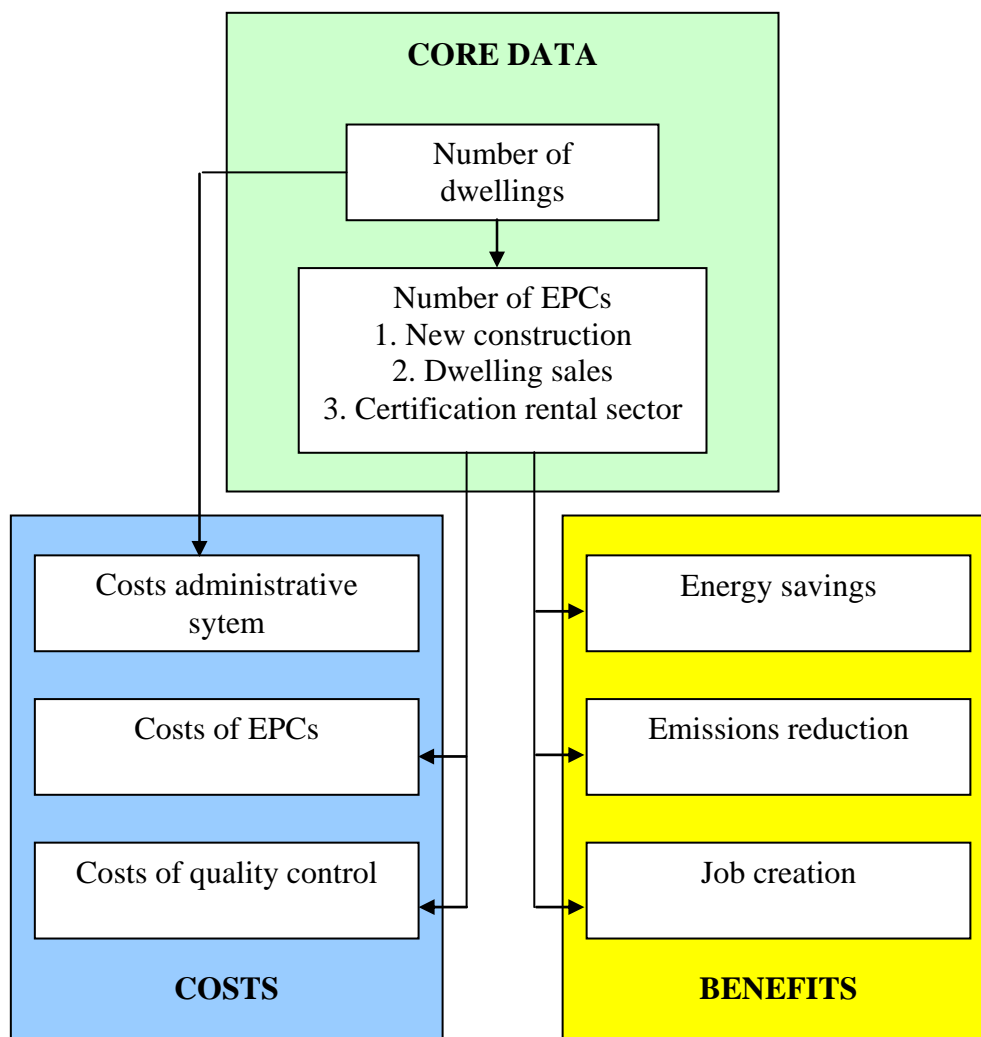 CORE DATA
Number of
dwellings
Number of EPCs
1. New construction
2. Dwelling sales
3. Certification rental sector
Costs administrative
sytem
Costs of EPCs
Costs of quality control
COSTS
Energy savings
Emissions reduction
Job creation
BENEFITS